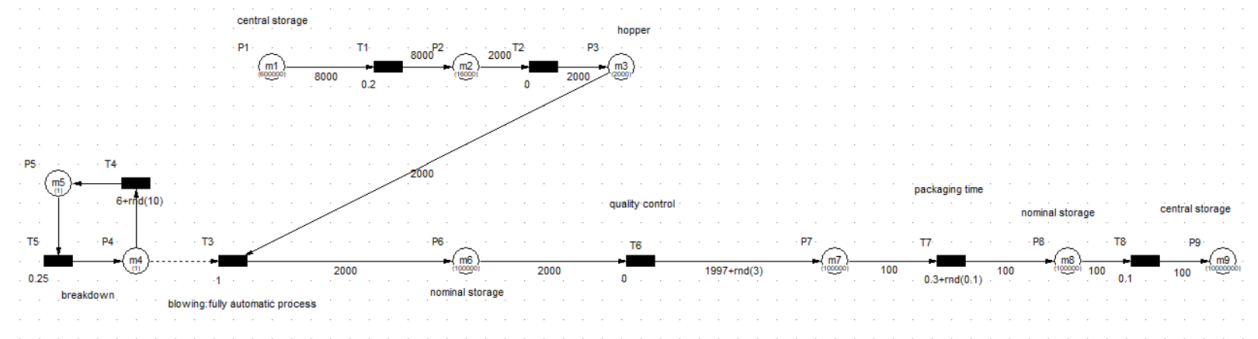 central storage
hopper
P1 T1 8000 P2 2000 T2 P3
m1 m2 m3
(600000) (16000) (2000)
8000 2000
0.2 0
2000
P5 T4
m5
(1)
6+rnd(10)
packaging time
quality control
nominal storage central storage
T5 P4 T3 P6 T6 P7 T7 P8 T8 P9
m4 m6 m7 m8 m9
(1) (100000) (100000) (100000) (10000000)
2000 2000 1997+rnd(3) 100 100 100 100
0.25 1 0 0.3+rnd(0.1) 0.1
breakdown nominal storage
blowing:fully automatic process